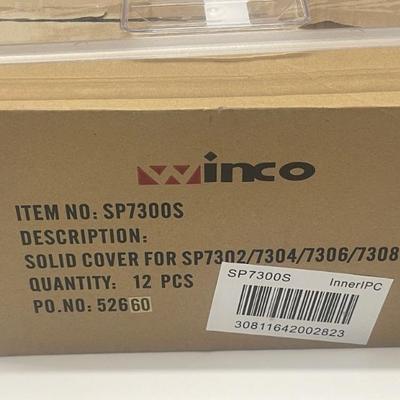 winco
ITEM NO: SP7300S
DESCRIPTION:
SOLID COVER FOR SP7302/7304/7306/7308
QUANTITY: 12 PCS
PO.NO: 52660
SP7300S InnerIPC
30811642002823